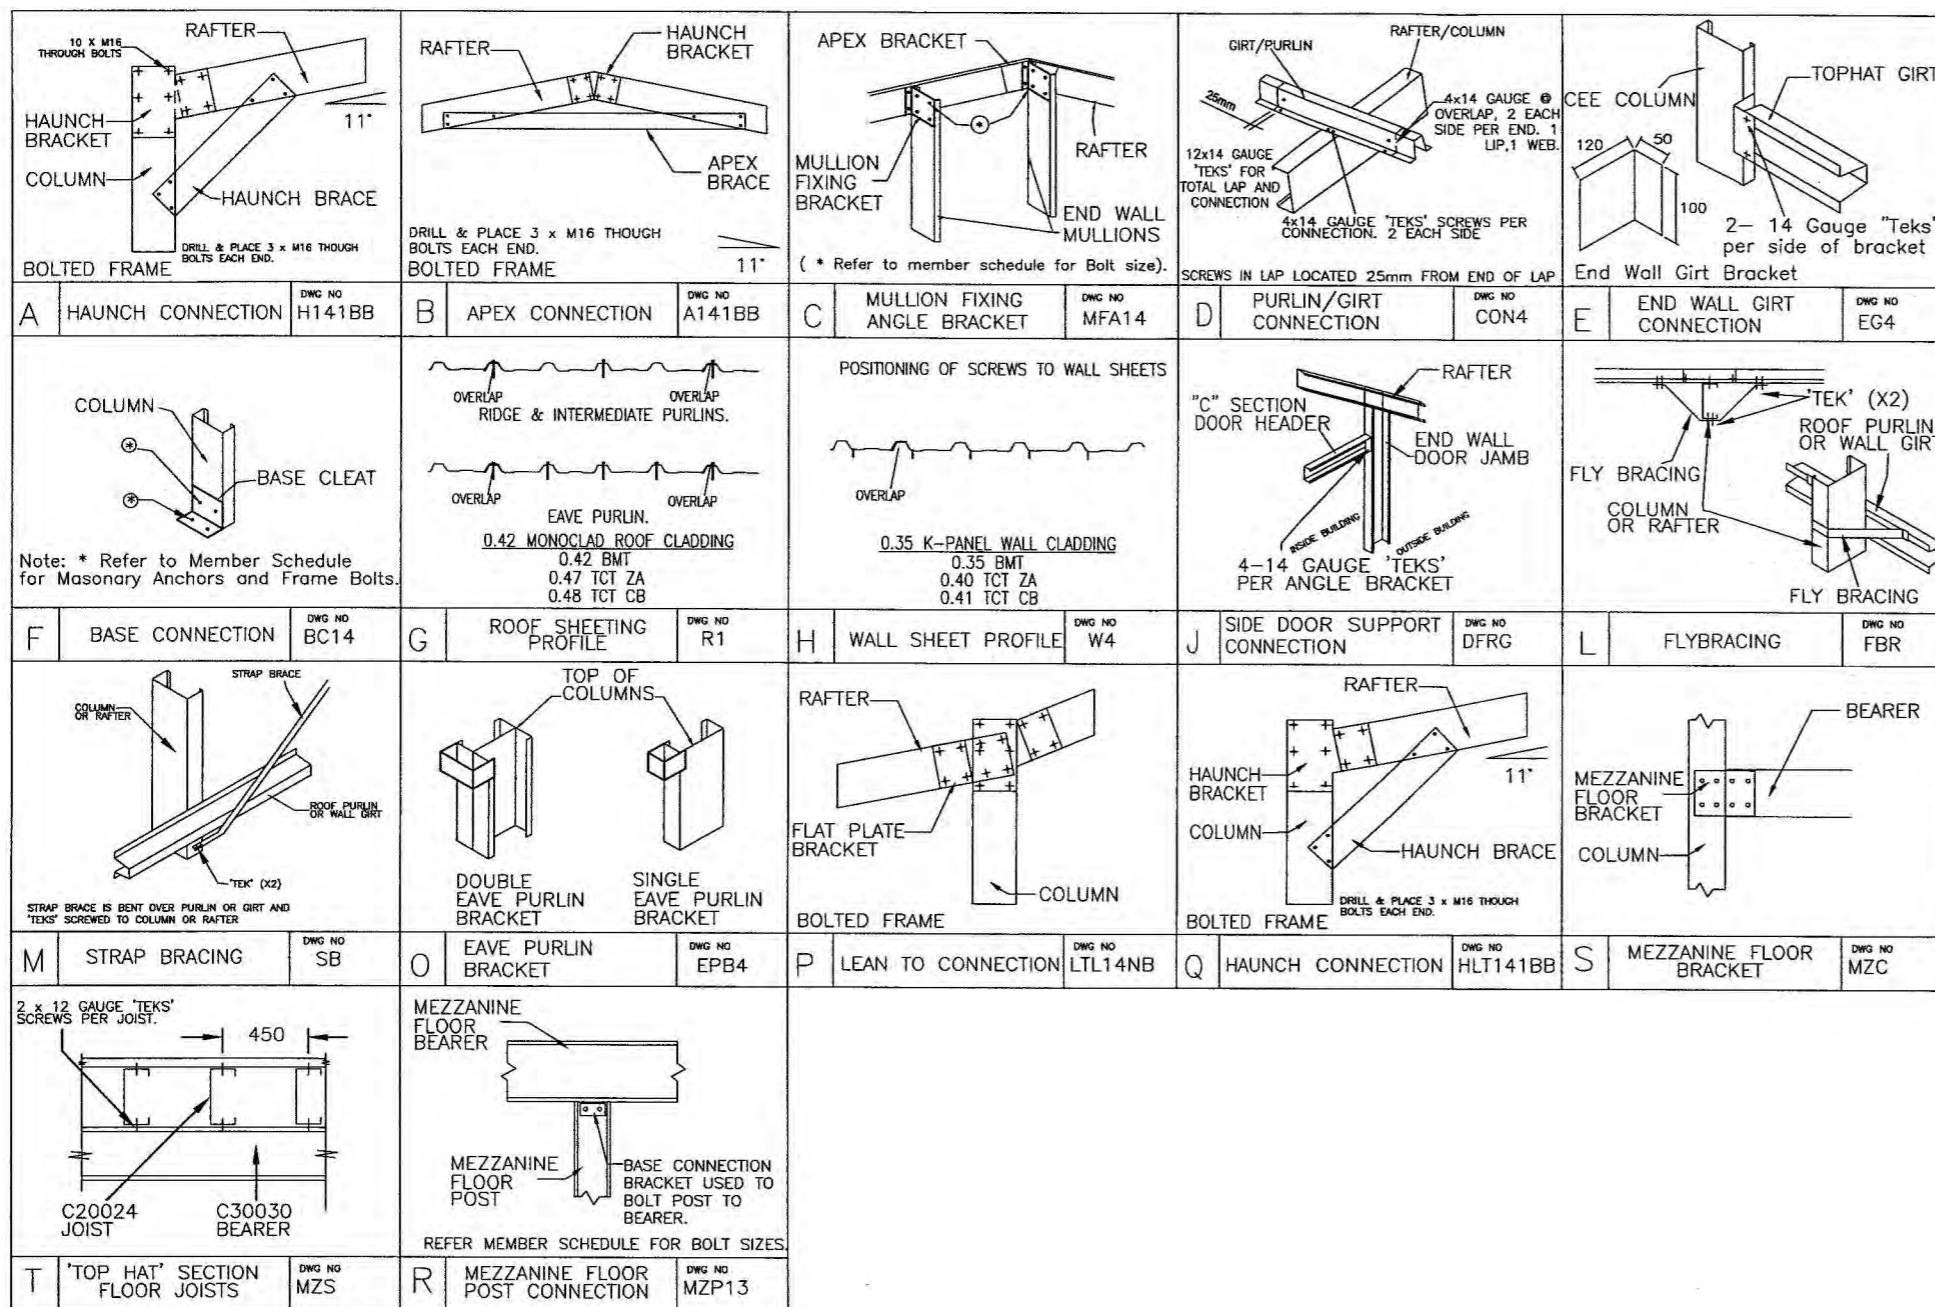 10 X M16
THROUGH BOLTS
RAFTER
HAUNCH
BRACKET
11°
COLUMN
HAUNCH BRACE
DRILL & PLACE 3 x M16 THOUGH
BOLTS EACH END.
BOLTED FRAME
A
HAUNCH CONNECTION
DWG NO
H141BB
RAFTER
HAUNCH
BRACKET
APEX
BRACE
DRILL & PLACE 3 x M16 THOUGH
BOLTS EACH END.
BOLTED FRAME
11°
B
APEX CONNECTION
DWG NO
A141BB
APEX BRACKET
*
RAFTER
MULLION
FIXING
BRACKET
END WALL
MULLIONS
( * Refer to member schedule for Bolt size).
C
MULLION FIXING
ANGLE BRACKET
DWG NO
MFA14
GIRT/PURLIN
RAFTER/COLUMN
25mm
4x14 GAUGE @
OVERLAP, 2 EACH
SIDE PER END. 1
LIP,1 WEB.
12x14 GAUGE
'TEKS' FOR
TOTAL LAP AND
CONNECTION
4x14 GAUGE 'TEKS' SCREWS PER
CONNECTION. 2 EACH SIDE
SCREWS IN LAP LOCATED 25mm FROM END OF LAP
D
PURLIN/GIRT
CONNECTION
DWG NO
CON4
TOPHAT GIRT
CEE COLUMN
120
50
100
2- 14 Gauge "Teks"
per side of bracket
End Wall Girt Bracket
E
END WALL GIRT
CONNECTION
DWG NO
EG4
COLUMN
*
BASE CLEAT
*
Note: * Refer to Member Schedule
for Masonary Anchors and Frame Bolts.
F
BASE CONNECTION
DWG NO
BC14
OVERLAP
OVERLAP
RIDGE & INTERMEDIATE PURLINS.
OVERLAP
OVERLAP
EAVE PURLIN.
0.42 MONOCLAD ROOF CLADDING
0.42 BMT
0.47 TCT ZA
0.48 TCT CB
G
ROOF SHEETING
PROFILE
DWG NO
R1
POSITIONING OF SCREWS TO WALL SHEETS
OVERLAP
0.35 K-PANEL WALL CLADDING
0.35 BMT
0.40 TCT ZA
0.41 TCT CB
H
WALL SHEET PROFILE
DWG NO
W4
RAFTER
"C" SECTION
DOOR HEADER
END WALL
DOOR JAMB
INSIDE BUILDING
OUTSIDE BUILDING
4-14 GAUGE 'TEKS'
PER ANGLE BRACKET
J
SIDE DOOR SUPPORT
CONNECTION
DWG NO
DFRG
'TEK' (X2)
ROOF PURLIN
OR WALL GIRT
FLY BRACING
COLUMN
OR RAFTER
FLY BRACING
L
FLYBRACING
DWG NO
FBR
STRAP BRACE
COLUMN
OR RAFTER
ROOF PURLIN
OR WALL GIRT
'TEK' (X2)
STRAP BRACE IS BENT OVER PURLIN OR GIRT AND
'TEKS' SCREWED TO COLUMN OR RAFTER
M
STRAP BRACING
DWG NO
SB
TOP OF
COLUMNS
DOUBLE
EAVE PURLIN
BRACKET
SINGLE
EAVE PURLIN
BRACKET
O
EAVE PURLIN
BRACKET
DWG NO
EPB4
RAFTER
FLAT PLATE
BRACKET
COLUMN
BOLTED FRAME
P
LEAN TO CONNECTION
DWG NO
LTL14NB
RAFTER
HAUNCH
BRACKET
11°
COLUMN
HAUNCH BRACE
DRILL & PLACE 3 x M16 THOUGH
BOLTS EACH END.
BOLTED FRAME
Q
HAUNCH CONNECTION
DWG NO
HLT141BB
BEARER
MEZZANINE
FLOOR
BRACKET
COLUMN
S
MEZZANINE FLOOR
BRACKET
DWG NO
MZC
2 x 12 GAUGE 'TEKS'
SCREWS PER JOIST.
450
C20024
JOIST
C30030
BEARER
T
'TOP HAT' SECTION
FLOOR JOISTS
DWG NO
MZS
MEZZANINE
FLOOR
BEARER
MEZZANINE
FLOOR
POST
BASE CONNECTION
BRACKET USED TO
BOLT POST TO
BEARER.
REFER MEMBER SCHEDULE FOR BOLT SIZES.
R
MEZZANINE FLOOR
POST CONNECTION
DWG NO
MZP13